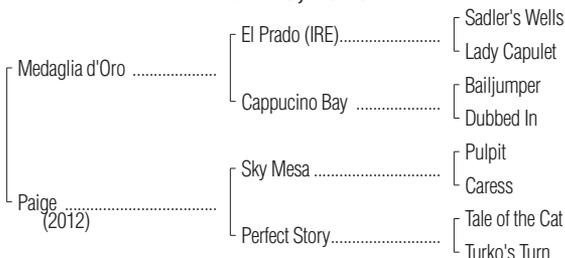 Sadler's Wells
El Prado (IRE)
Lady Capulet
Medaglia d'Oro
Bailjumper
Cappucino Bay
Dubbed In
Pulpit
Sky Mesa
Caress
Paige
(2012)
Tale of the Cat
Perfect Story
Turko's Turn